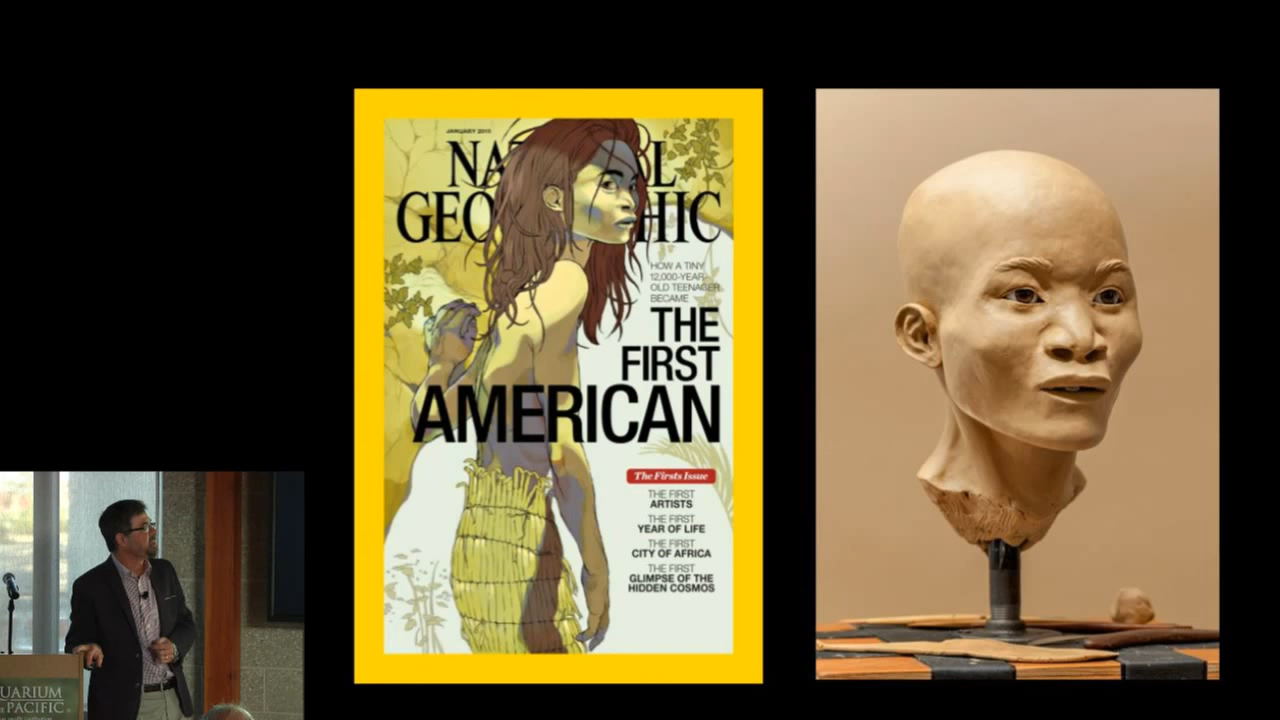 JANUARY 2015
NATIONAL
GEOGRAPHIC
HOW A TINY
12,000-YEAR-
OLD TEENAGER
BECAME
THE
FIRST
AMERICAN
The Firsts Issue
THE FIRST
ARTISTS
THE FIRST
YEAR OF LIFE
THE FIRST
CITY OF AFRICA
THE FIRST
GLIMPSE OF THE
HIDDEN COSMOS
UARIUM
PACIFIC